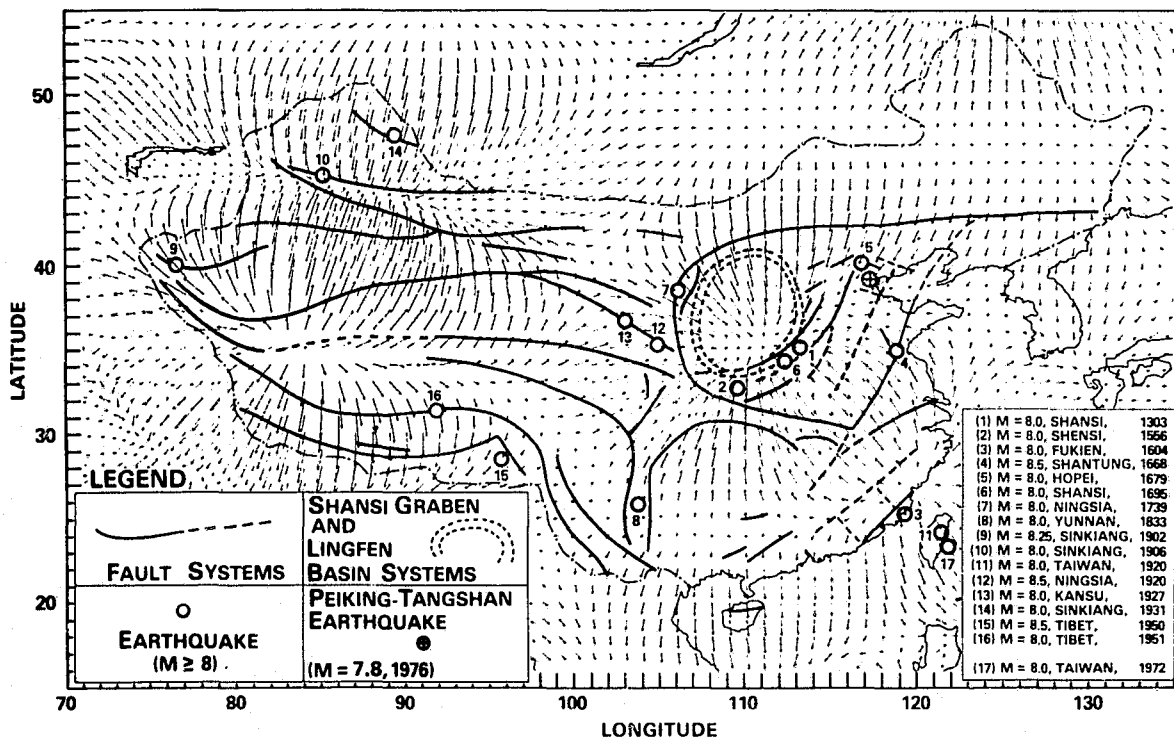 50
40
30
20
LATITUDE
70
80
90
100
110
120
130
LONGITUDE
14
10
9
5
7
13
12
6
2
4
16
15
8
3
11
17
LEGEND
FAULT SYSTEMS
SHANSI GRABEN
AND
LINGFEN
BASIN SYSTEMS
EARTHQUAKE
(M ≥ 8)
PEIKING-TANGSHAN
EARTHQUAKE
(M = 7.8, 1976)
(1) M = 8.0, SHANSI, 1303
(2) M = 8.0, SHENSI, 1556
(3) M = 8.0, FUKIEN, 1604
(4) M = 8.5, SHANTUNG, 1668
(5) M = 8.0, HOPEI, 1679
(6) M = 8.0, SHANSI, 1695
(7) M = 8.0, NINGSIA, 1739
(8) M = 8.0, YUNNAN, 1833
(9) M = 8.25, SINKIANG, 1902
(10) M = 8.0, SINKIANG, 1906
(11) M = 8.0, TAIWAN, 1920
(12) M = 8.5, NINGSIA, 1920
(13) M = 8.0, KANSU, 1927
(14) M = 8.0, SINKIANG, 1931
(15) M = 8.5, TIBET, 1950
(16) M = 8.0, TIBET, 1951
(17) M = 8.0, TAIWAN, 1972